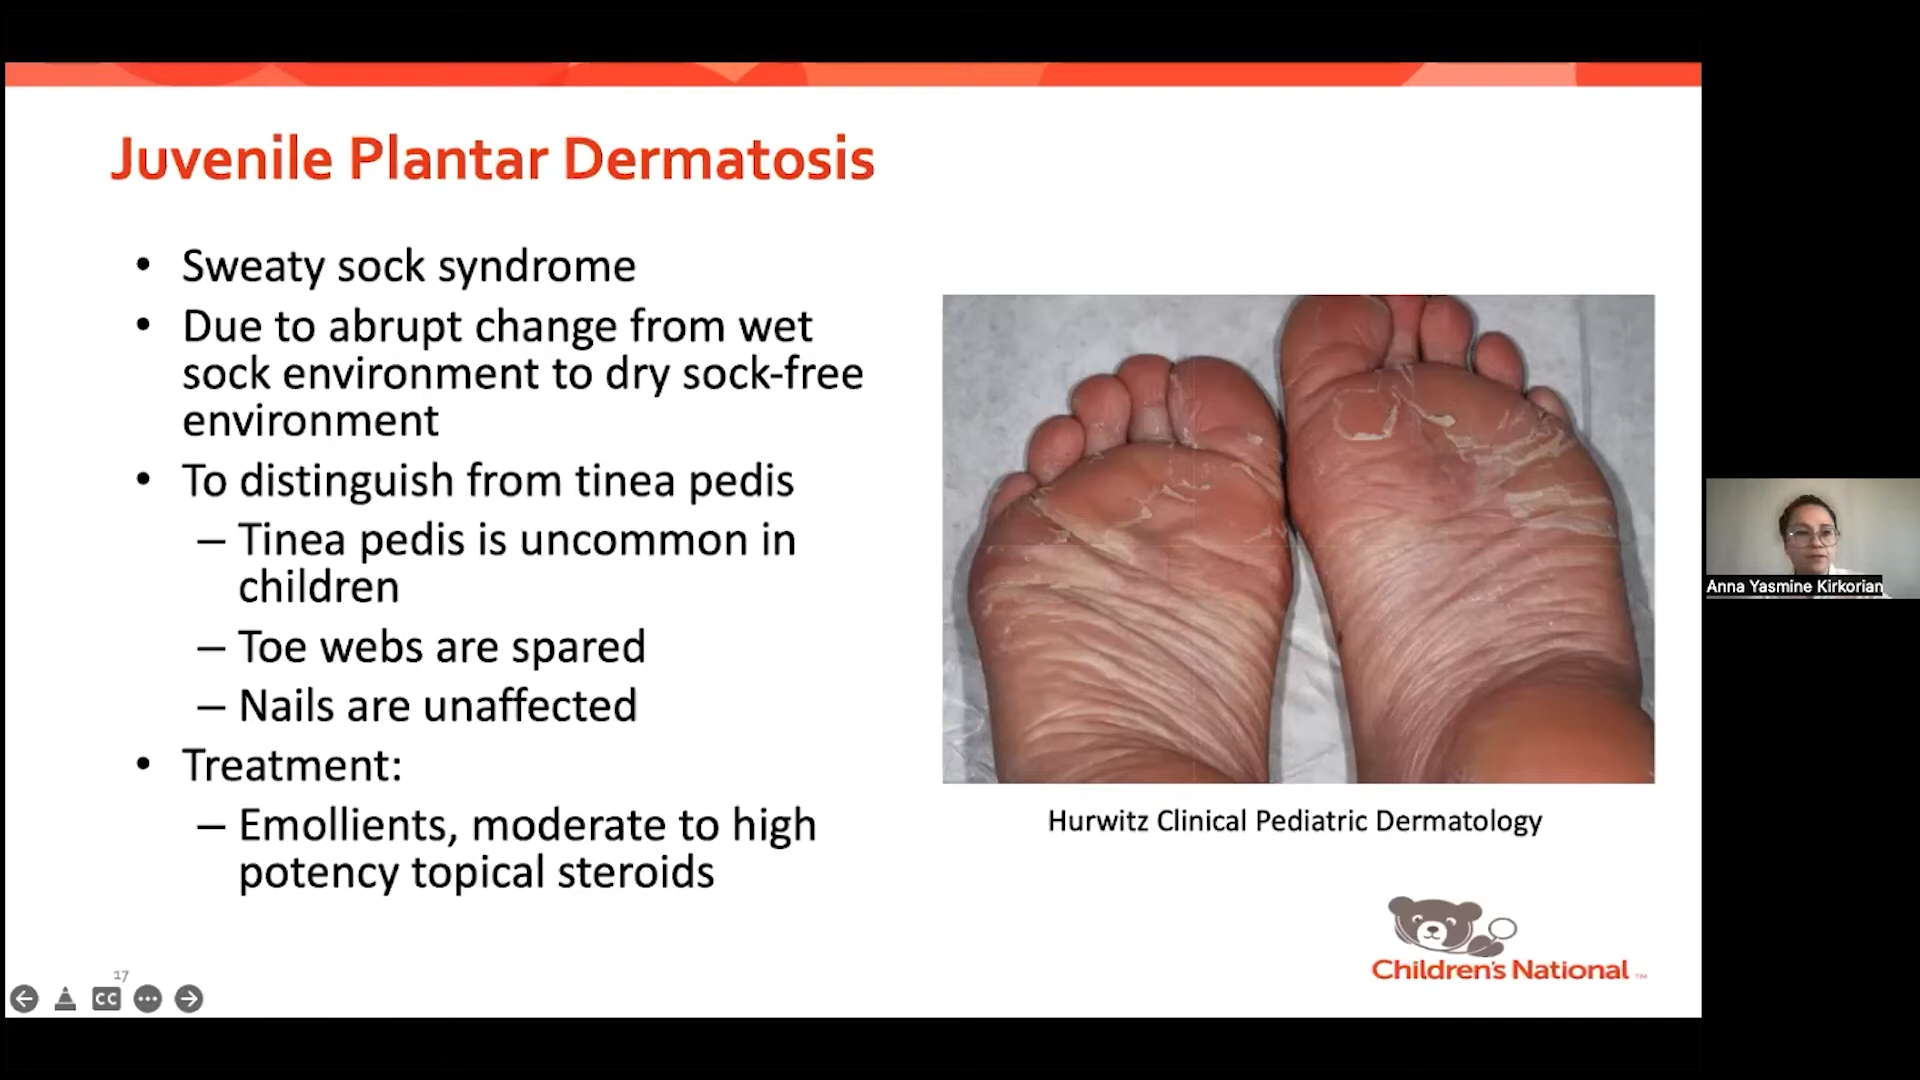 Juvenile Plantar Dermatosis
• Sweaty sock syndrome
• Due to abrupt change from wet
sock environment to dry sock-free
environment
• To distinguish from tinea pedis
– Tinea pedis is uncommon in
children
– Toe webs are spared
– Nails are unaffected
• Treatment:
– Emollients, moderate to high
potency topical steroids
Hurwitz Clinical Pediatric Dermatology
Children's National ™
17
CC
Anna Yasmine Kirkorian